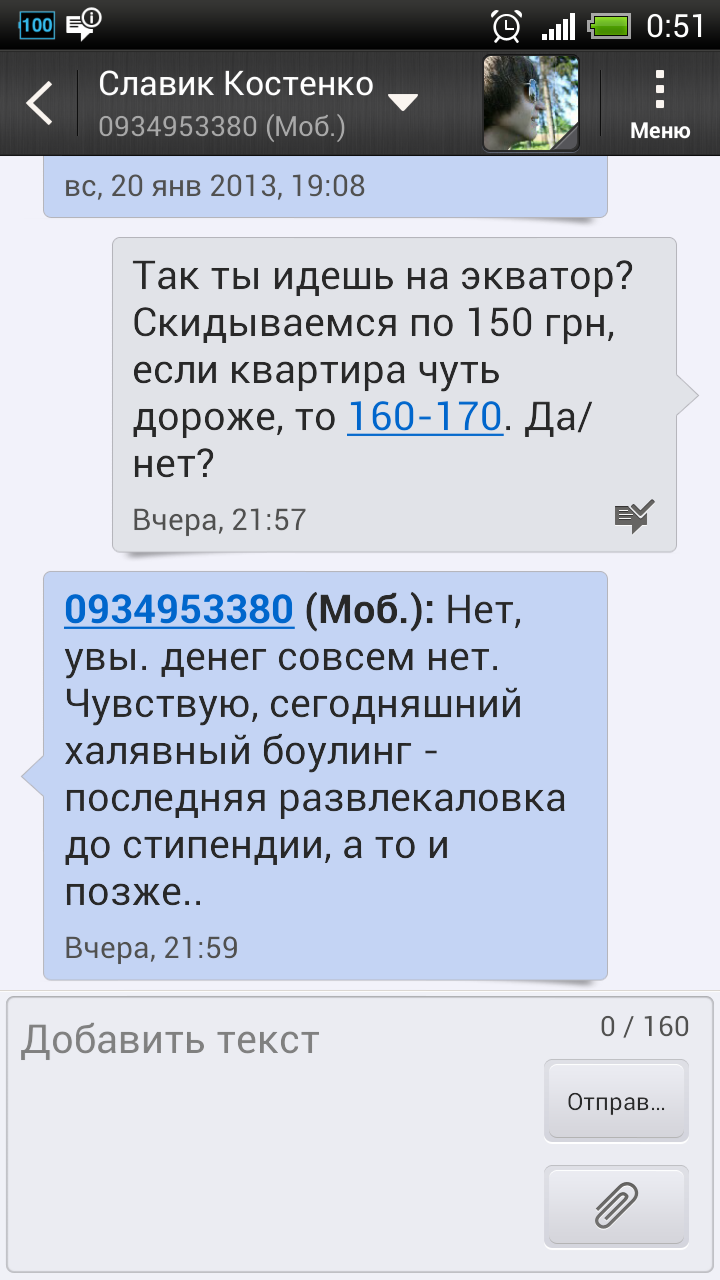 100
0:51
Славик Костенко
0934953380 (Моб.)
Меню
вс, 20 янв 2013, 19:08
Так ты идешь на экватор?
Скидываемся по 150 грн,
если квартира чуть
дороже, то 160-170. Да/
нет?
Вчера, 21:57
0934953380 (Моб.): Нет,
увы. денег совсем нет.
Чувствую, сегодняшний
халявный боулинг -
последняя развлекаловка
до стипендии, а то и
позже..
Вчера, 21:59
Добавить текст
0 / 160
Отправ...